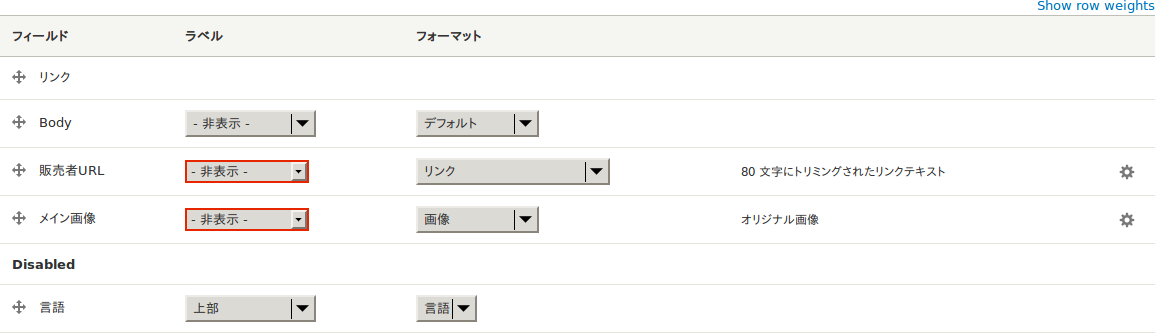 Show row weights
フィールド ラベル フォーマット
リンク
Body - 非表示 - デフォルト
販売者URL - 非表示 - リンク 80 文字にトリミングされたリンクテキスト
メイン画像 - 非表示 - 画像 オリジナル画像
Disabled
言語 上部 言語